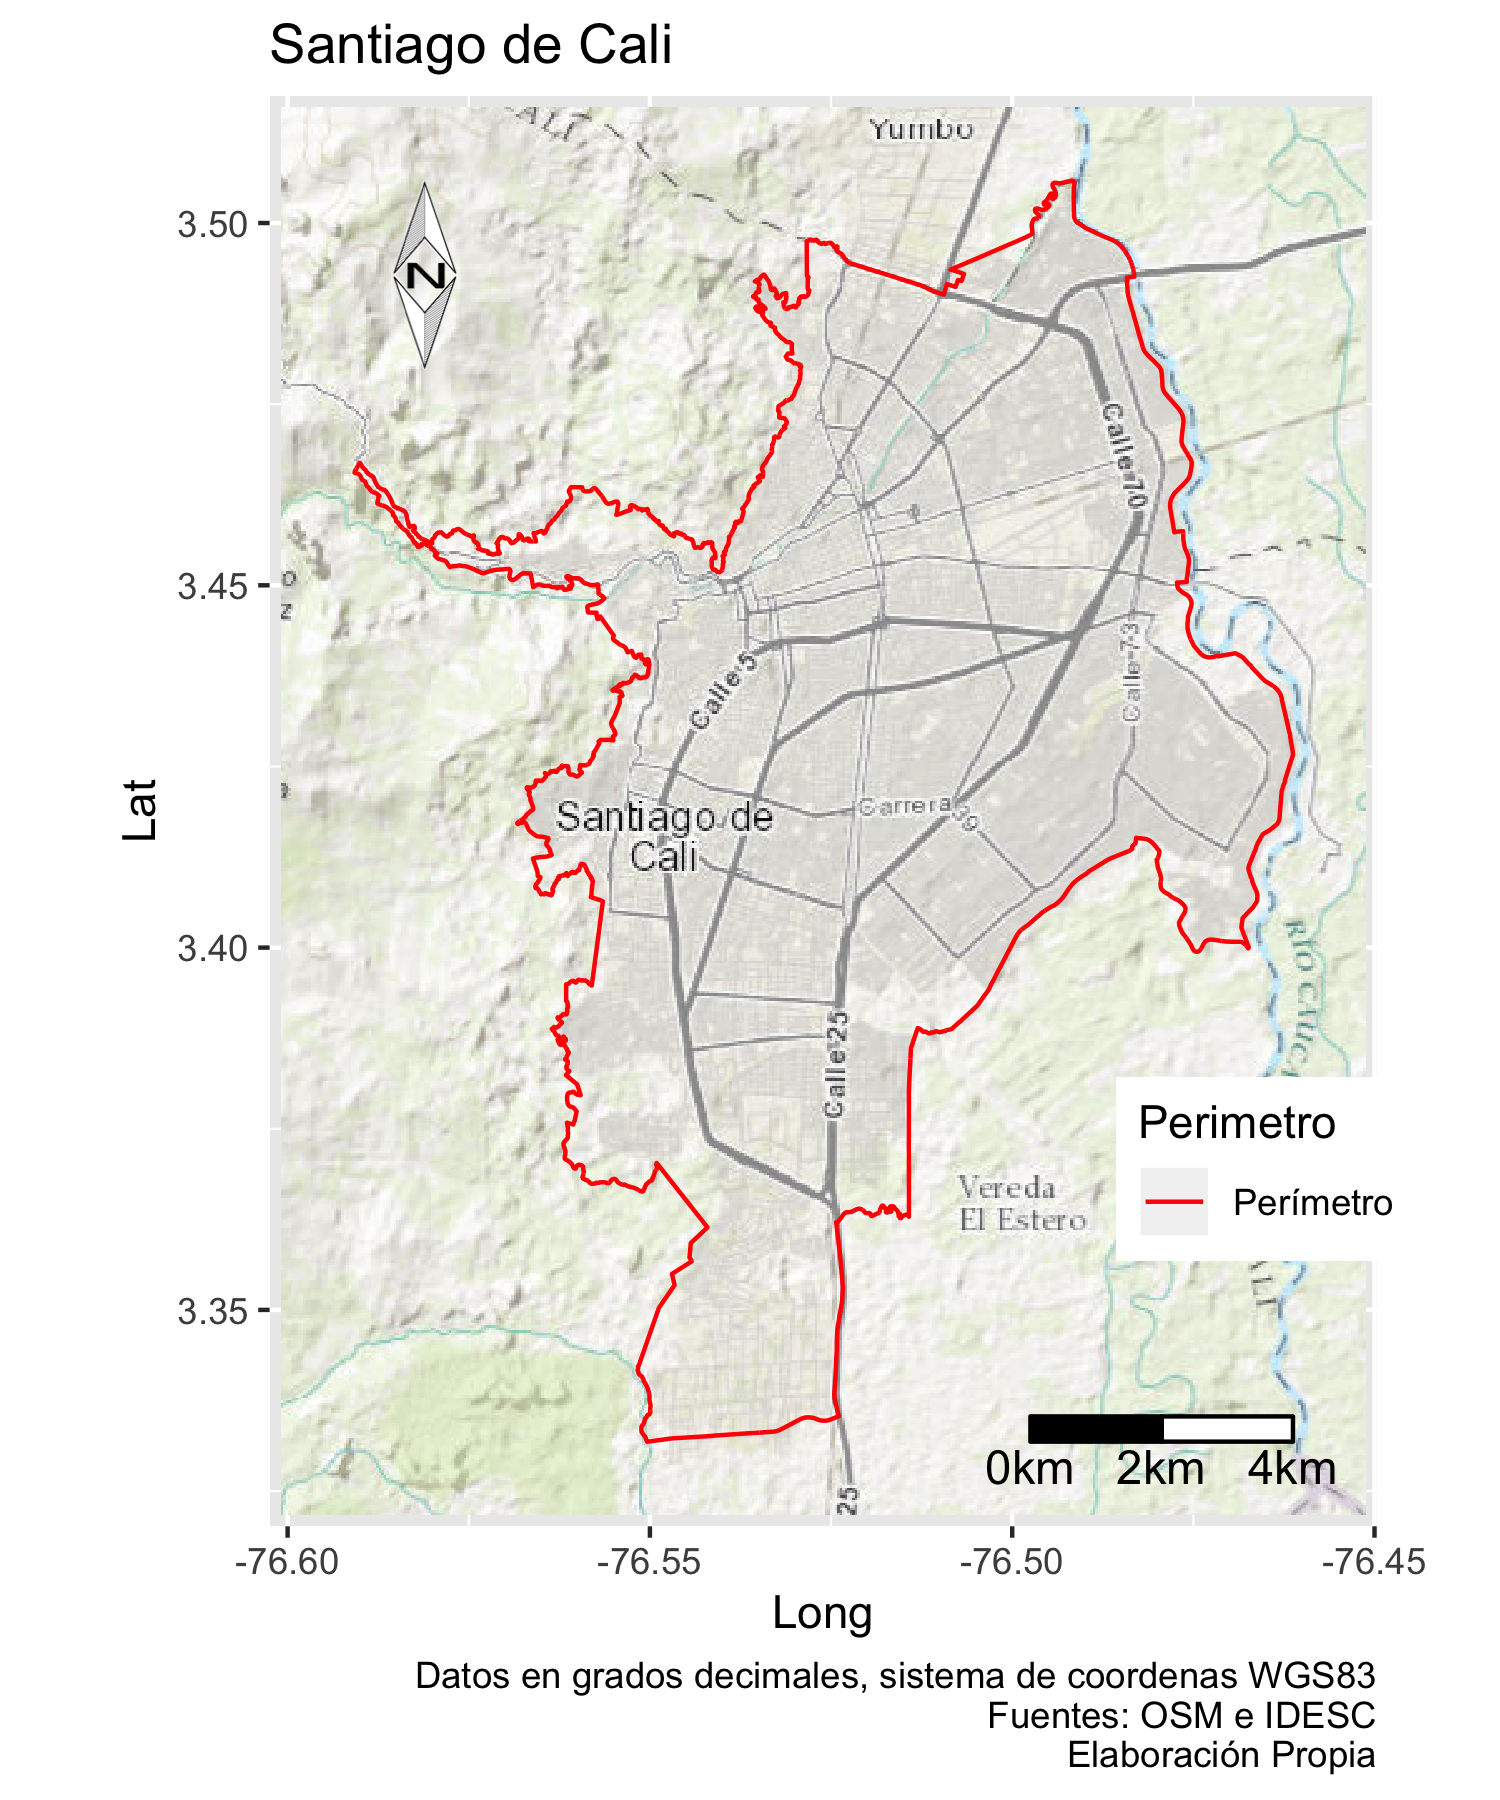 Santiago de Cali
ALI
Yumbo
N
3.50
3.45
3.40
3.35
Lat
Calle 70
Calle 73
Calle 5
Carrera 50
Santiago de
Cali
Calle 25
RÍO CAUCA
Vereda
El Estero
ALI
Perimetro
Perímetro
25
0km 2km 4km
-76.60 -76.55 -76.50 -76.45
Long
Datos en grados decimales, sistema de coordenas WGS83
Fuentes: OSM e IDESC
Elaboración Propia